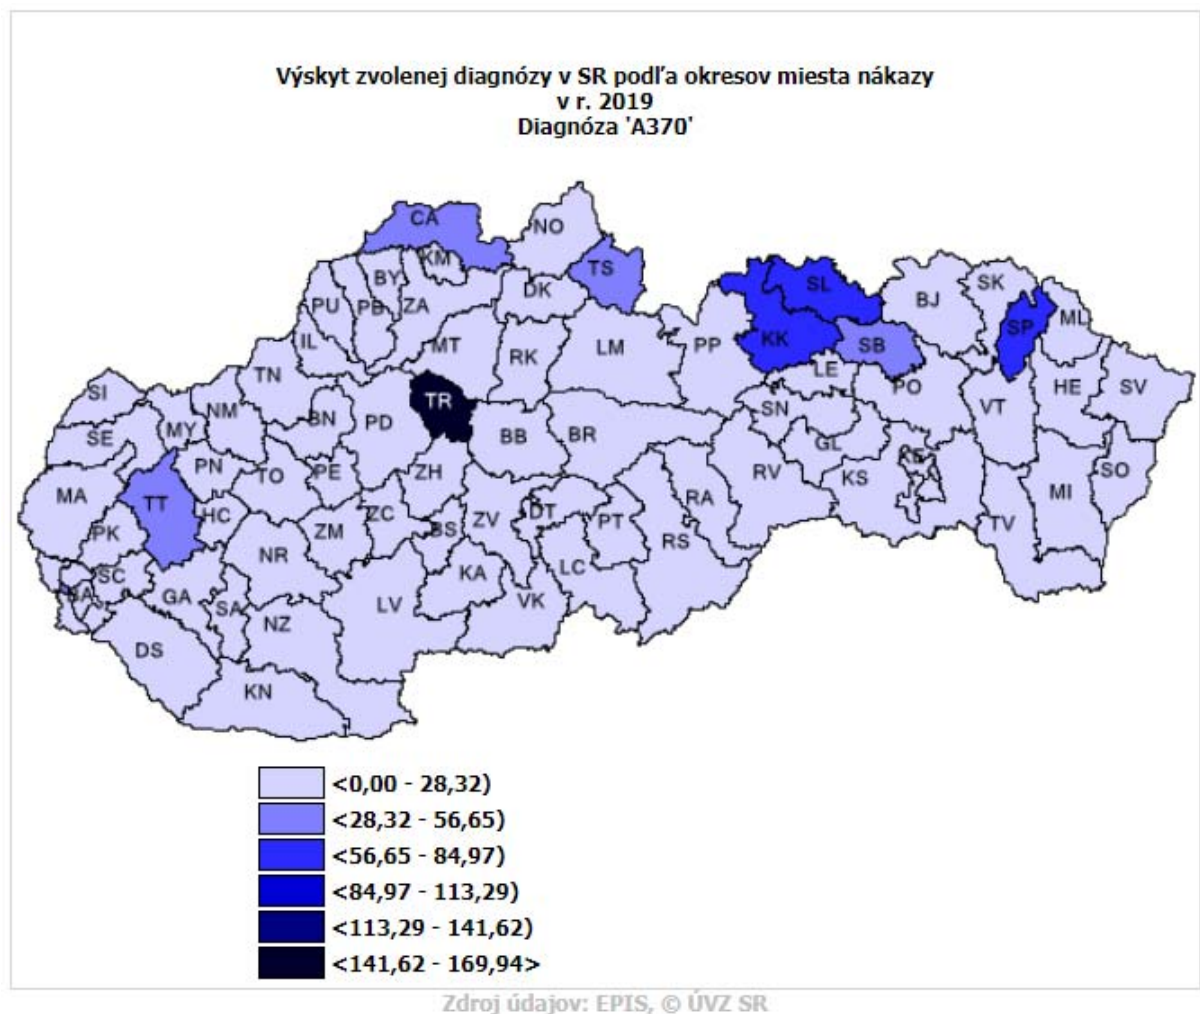 Výskyt zvolenej diagnózy v SR podľa okresov miesta nákazy
v r. 2019
Diagnóza 'A370'
CA
NO
KM
TS
BY
DK
PU
PB
ZA
SL
BJ
SK
SP
ML
IL
MT
RK
LM
PP
KK
SB
TN
LE
PO
HE
SV
SI
TR
NM
BN
PD
BB
BR
SN
VT
SE
MY
GL
PN
TO
PE
ZH
RV
KS
KE
SO
MA
TT
RA
MI
HC
ZM
ZC
BS
ZV
DT
PT
TV
PK
NR
RS
SC
KA
LC
BA
GA
SA
LV
VK
NZ
DS
KN
<0,00 - 28,32)
<28,32 - 56,65)
<56,65 - 84,97)
<84,97 - 113,29)
<113,29 - 141,62)
<141,62 - 169,94>
Zdroj údajov: EPIS, © ÚVZ SR